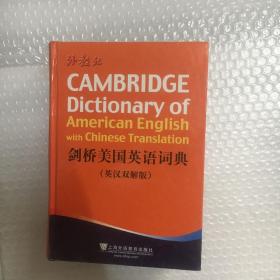 外教社
CAMBRIDGE
Dictionary of
American English
with Chinese Translation
剑桥美国英语词典
（英汉双解版）
上海外语教育出版社